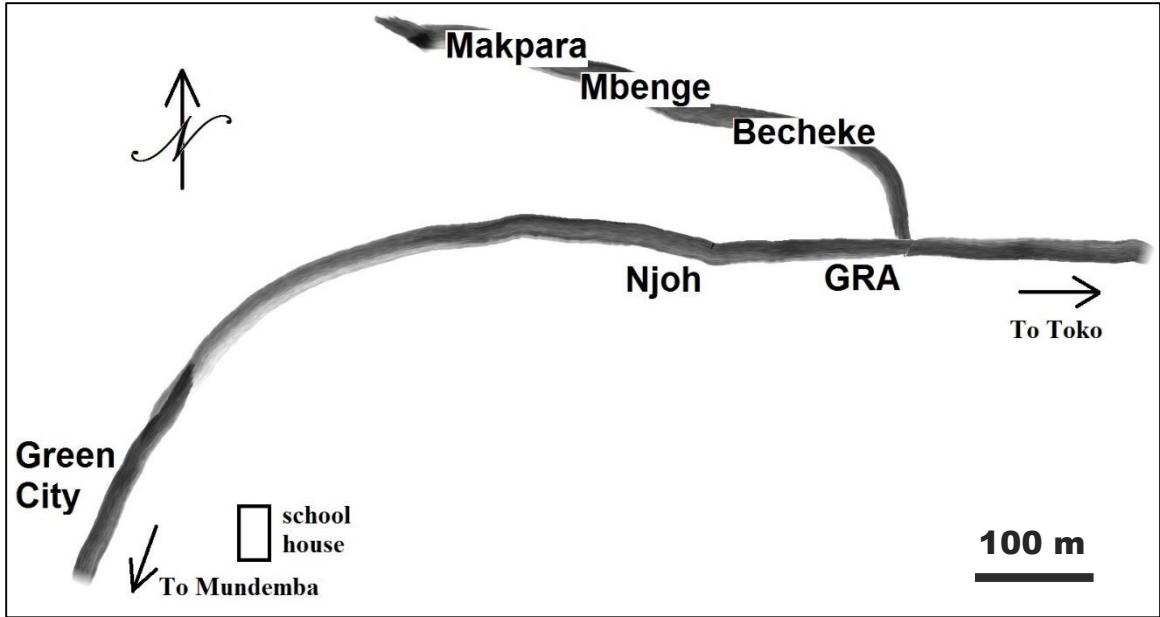 Makpara
Mbenge
Becheke
N
Njoh
GRA
To Toko
Green
City
school
house
To Mundemba
100 m